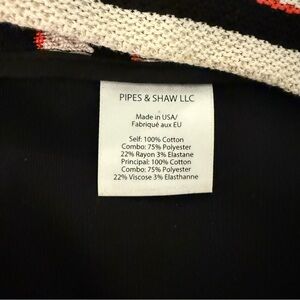 PIPES & SHAW LLC
Made in USA/
Fabriqué aux EU
Self: 100% Cotton
Combo: 75% Polyester
22% Rayon 3% Elastane
Principal: 100% Cotton
Combo: 75% Polyester
22% Viscose 3% Elasthanne